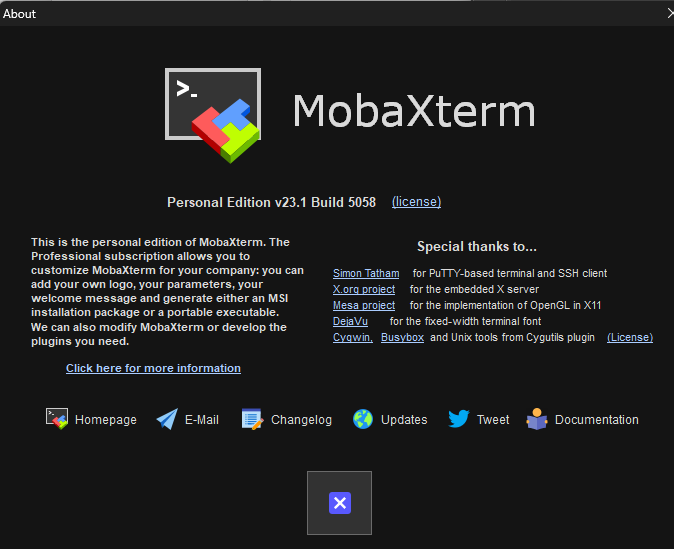 About
>_
MobaXterm
Personal Edition v23.1 Build 5058 (license)
This is the personal edition of MobaXterm. The
Professional subscription allows you to
customize MobaXterm for your company: you can
add your own logo, your parameters, your
welcome message and generate either an MSI
installation package or a portable executable.
We can also modify MobaXterm or develop the
plugins you need.
Click here for more information
Special thanks to...
Simon Tatham for PuTTY-based terminal and SSH client
X.org project for the embedded X server
Mesa project for the implementation of OpenGL in X11
DejaVu for the fixed-width terminal font
Cygwin, Busybox and Unix tools from Cygutils plugin (License)
Homepage E-Mail Changelog Updates Tweet Documentation